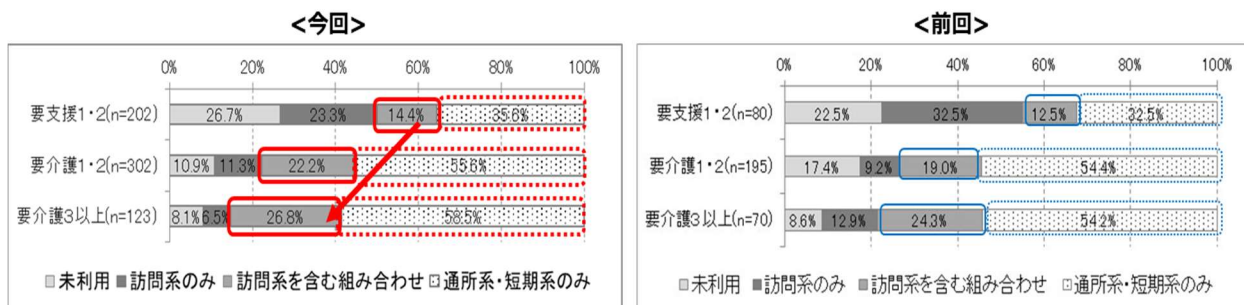 <今回>
0% 20% 40% 60% 80% 100%
要支援1・2(n=202) 26.7% 23.3% 14.4% 35.6%
要介護1・2(n=302) 10.9% 11.3% 22.2% 55.6%
要介護3以上(n=123) 8.1% 6.5% 26.8% 58.5%
未利用 訪問系のみ 訪問系を含む組み合わせ 通所系・短期系のみ
<前回>
0% 20% 40% 60% 80% 100%
要支援1・2(n=80) 22.5% 32.5% 12.5% 32.5%
要介護1・2(n=195) 17.4% 9.2% 19.0% 54.4%
要介護3以上(n=70) 8.6% 12.9% 24.3% 54.2%
未利用 訪問系のみ 訪問系を含む組み合わせ 通所系・短期系のみ